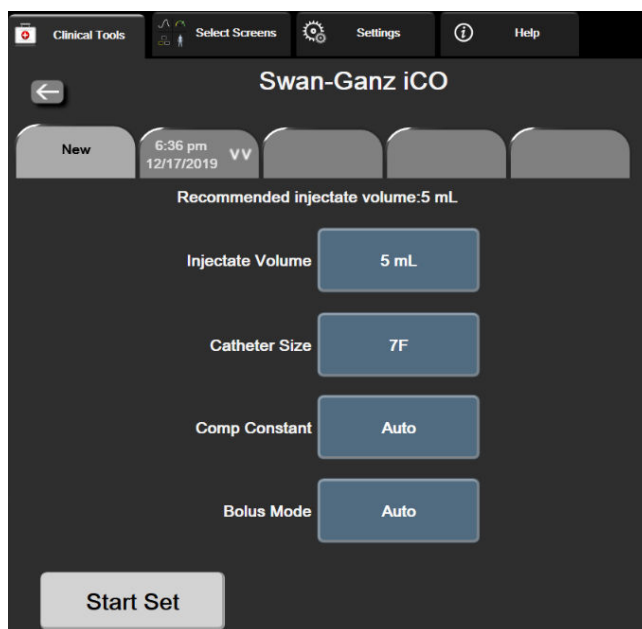 Clinical Tools
Select Screens
Settings
Help
Swan-Ganz iCO
New
6:36 pm
12/17/2019
Recommended injectate volume:5 mL
Injectate Volume
5 mL
Catheter Size
7F
Comp Constant
Auto
Bolus Mode
Auto
Start Set